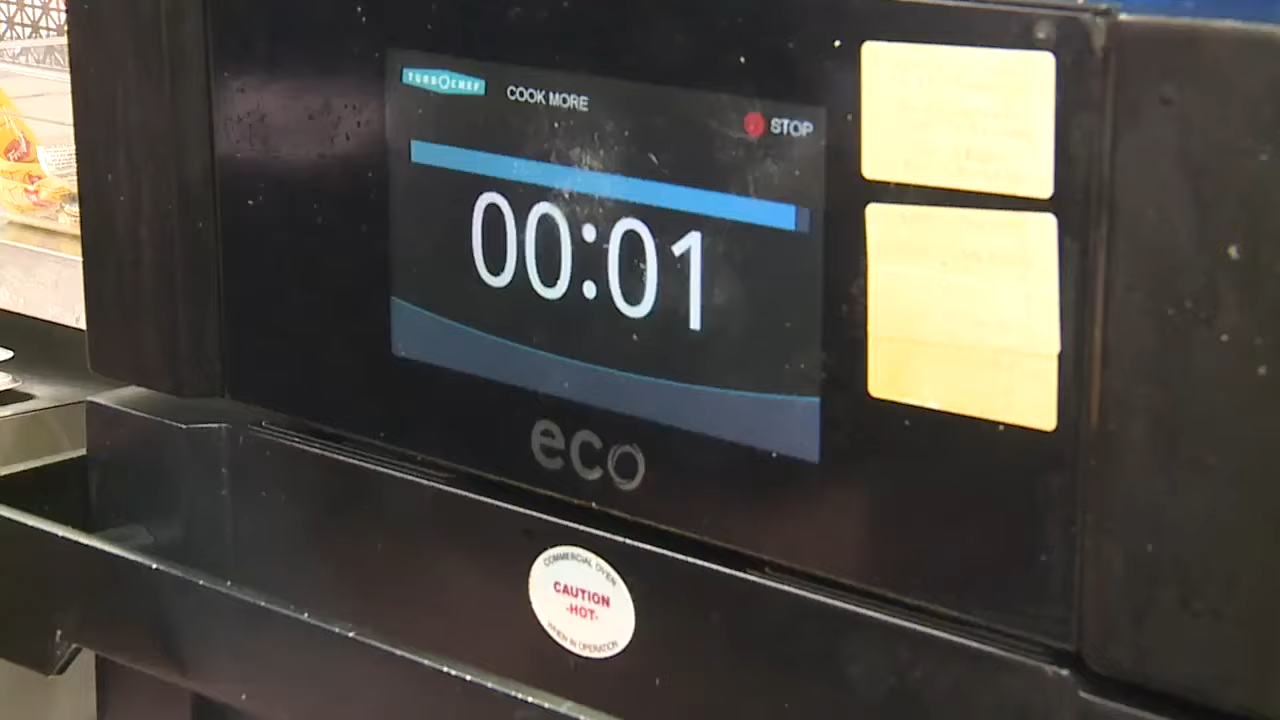 TURBOCHEF
COOK MORE
STOP
00:01
eco
COMMERCIAL OVEN
CAUTION
-HOT-
WHEN IN OPERATION